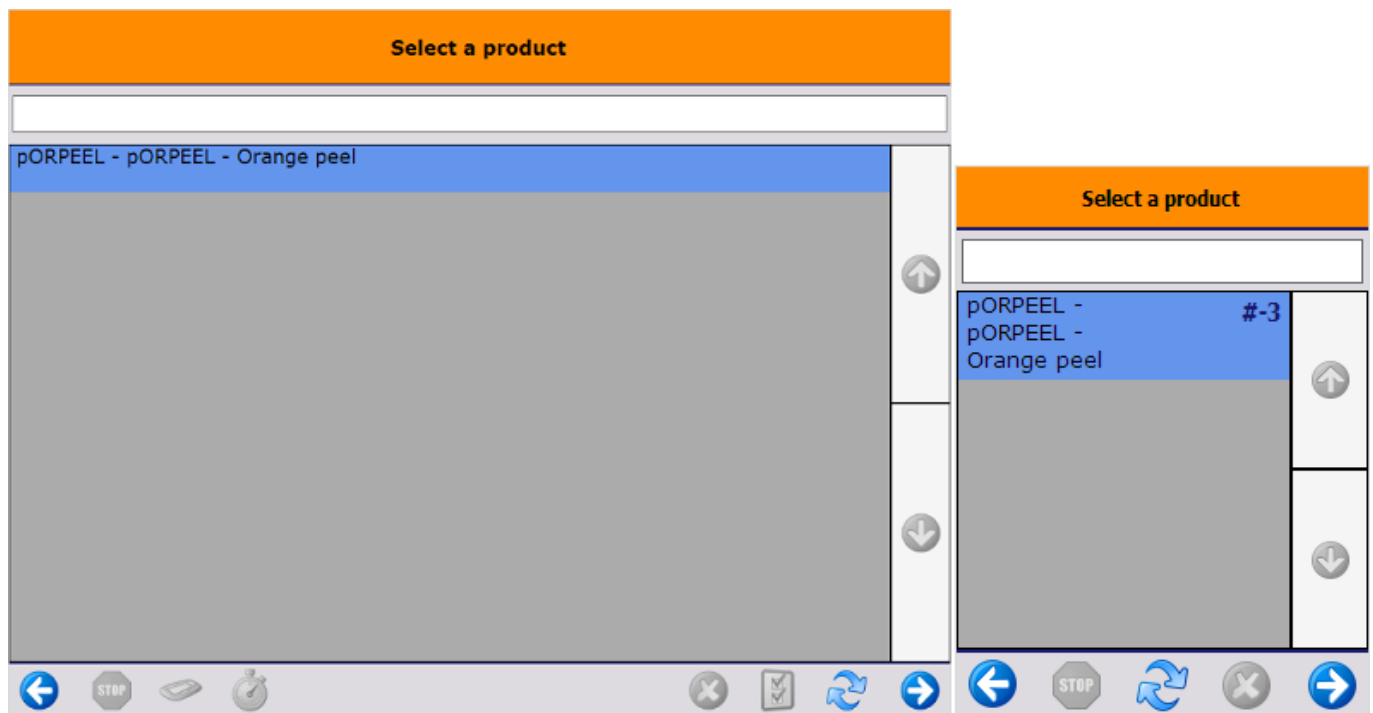 Select a product
pORPEEL - pORPEEL - Orange peel
STOP
Select a product
pORPEEL - #-3
pORPEEL -
Orange peel
STOP